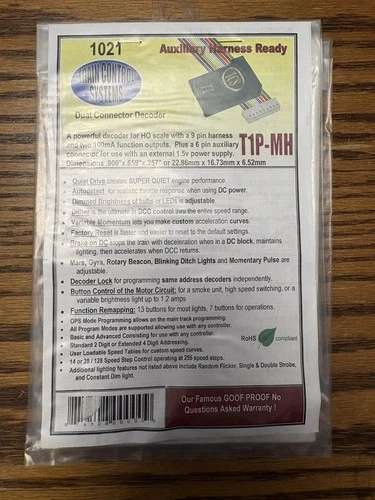 1021
Auxiliary Harness Ready
TRAIN CONTROL
SYSTEMS
Dual Connector Decoder
A powerful decoder for HO scale with a 9 pin harness
and two 100mA function outputs. Plus a 6 pin auxiliary
connector for use with an external 1.5v power supply.
T1P-MH
Dimensions .900"x .659"x .257" or 22.86mm x 16.73mm x 6.52mm
Quiet Drive creates SUPER QUIET engine performance.
Autodetect, for realistic throttle response when using DC power.
Dimmed Brightness of bulbs or LEDs is adjustable.
Dither is the ultimate in DCC control thru the entire speed range.
Variable Momentum lets you make custom acceleration curves.
Factory Reset is faster and easier to reset to the default settings.
Brake on DC stops the train with deceleration when in a DC block, maintains
lighting, then accelerates when DCC returns.
Mars, Gyra, Rotary Beacon, Blinking Ditch Lights and Momentary Pulse are
adjustable.
Decoder Lock for programming same address decoders independently.
Button Control of the Motor Circuit: for a smoke unit, high speed switching, or a
variable brightness light up to 1.2 amps
Function Remapping: 13 buttons for most lights, 7 buttons for operations.
OPS Mode Programming allows on the main track programming.
All Program Modes are supported allowing use with any controller.
Basic and Advanced Consisting for use with any controller.
Standard 2 Digit or Extended 4 Digit Addressing.
User Loadable Speed Tables for custom speed curves.
14 or 28 / 128 Speed Step Control operating at 256 speed steps.
Additional lighting features not listed above include Random Flicker, Single & Double Strobe,
and Constant Dim light.
RoHS compliant
Our Famous GOOF PROOF No
Questions Asked Warranty !